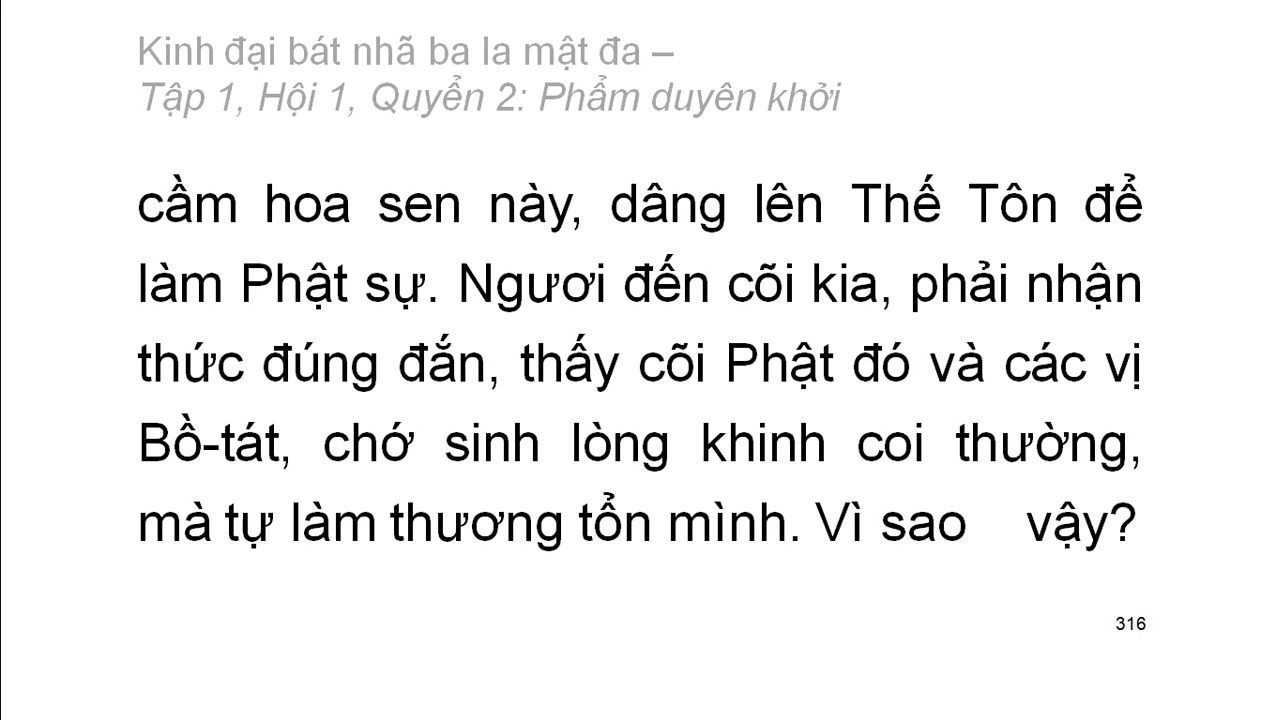 Kinh đại bát nhã ba la mật đa –
Tập 1, Hội 1, Quyển 2: Phẩm duyên khởi
cầm hoa sen này, dâng lên Thế Tôn để
làm Phật sự. Ngươi đến cõi kia, phải nhận
thức đúng đắn, thấy cõi Phật đó và các vị
Bồ-tát, chớ sinh lòng khinh coi thường,
mà tự làm thương tổn mình. Vì sao vậy?
316